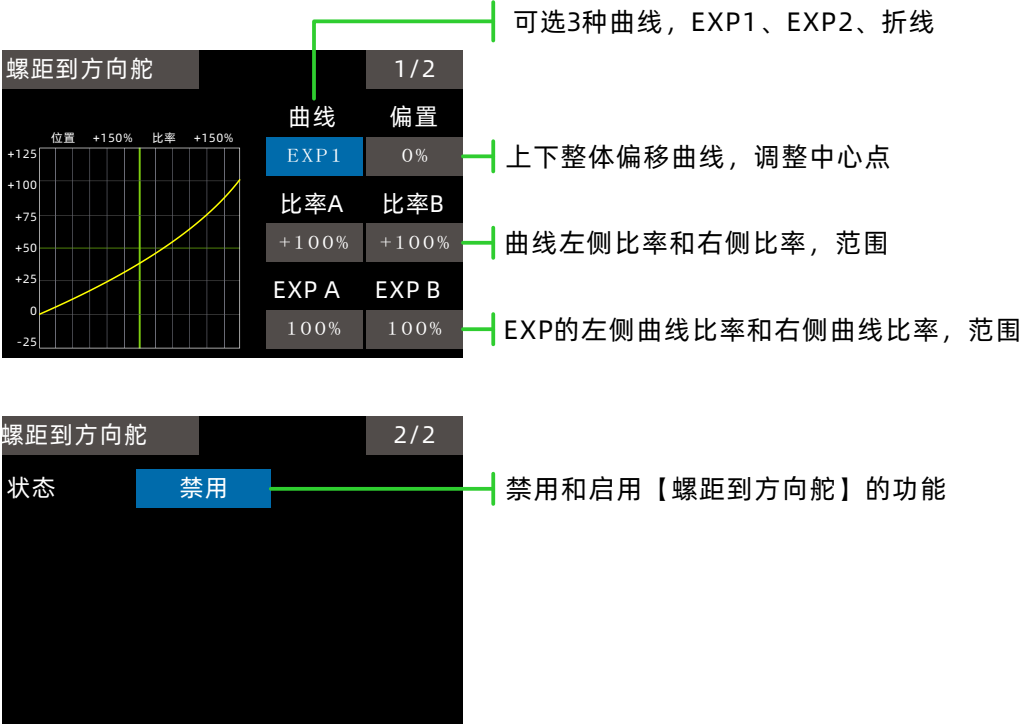 可选3种曲线，EXP1、EXP2、折线
螺距到方向舵 1/2
曲线 偏置
位置 +150% 比率 +150%
EXP1 0%
上下整体偏移曲线，调整中心点
+125
+100
比率A 比率B
+75
+100% +100%
曲线左侧比率和右侧比率，范围
+50
+25
EXP A EXP B
0
100% 100%
EXP的左侧曲线比率和右侧曲线比率，范围
-25
螺距到方向舵 2/2
状态 禁用
禁用和启用【螺距到方向舵】的功能